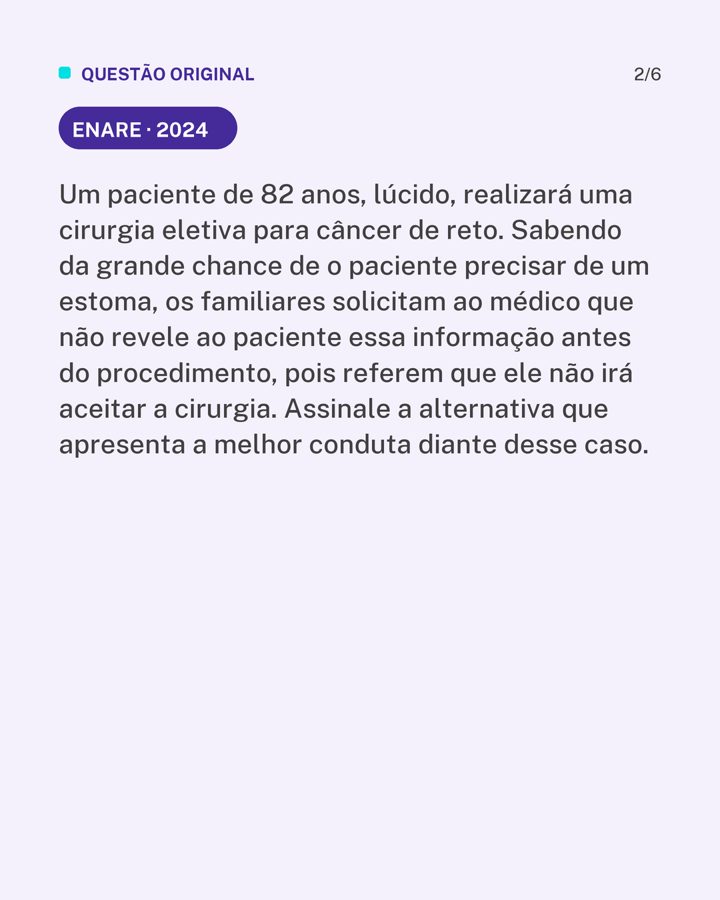 QUESTÃO ORIGINAL
2/6
ENARE · 2024
Um paciente de 82 anos, lúcido, realizará uma
cirurgia eletiva para câncer de reto. Sabendo
da grande chance de o paciente precisar de um
estoma, os familiares solicitam ao médico que
não revele ao paciente essa informação antes
do procedimento, pois referem que ele não irá
aceitar a cirurgia. Assinale a alternativa que
apresenta a melhor conduta diante desse caso.